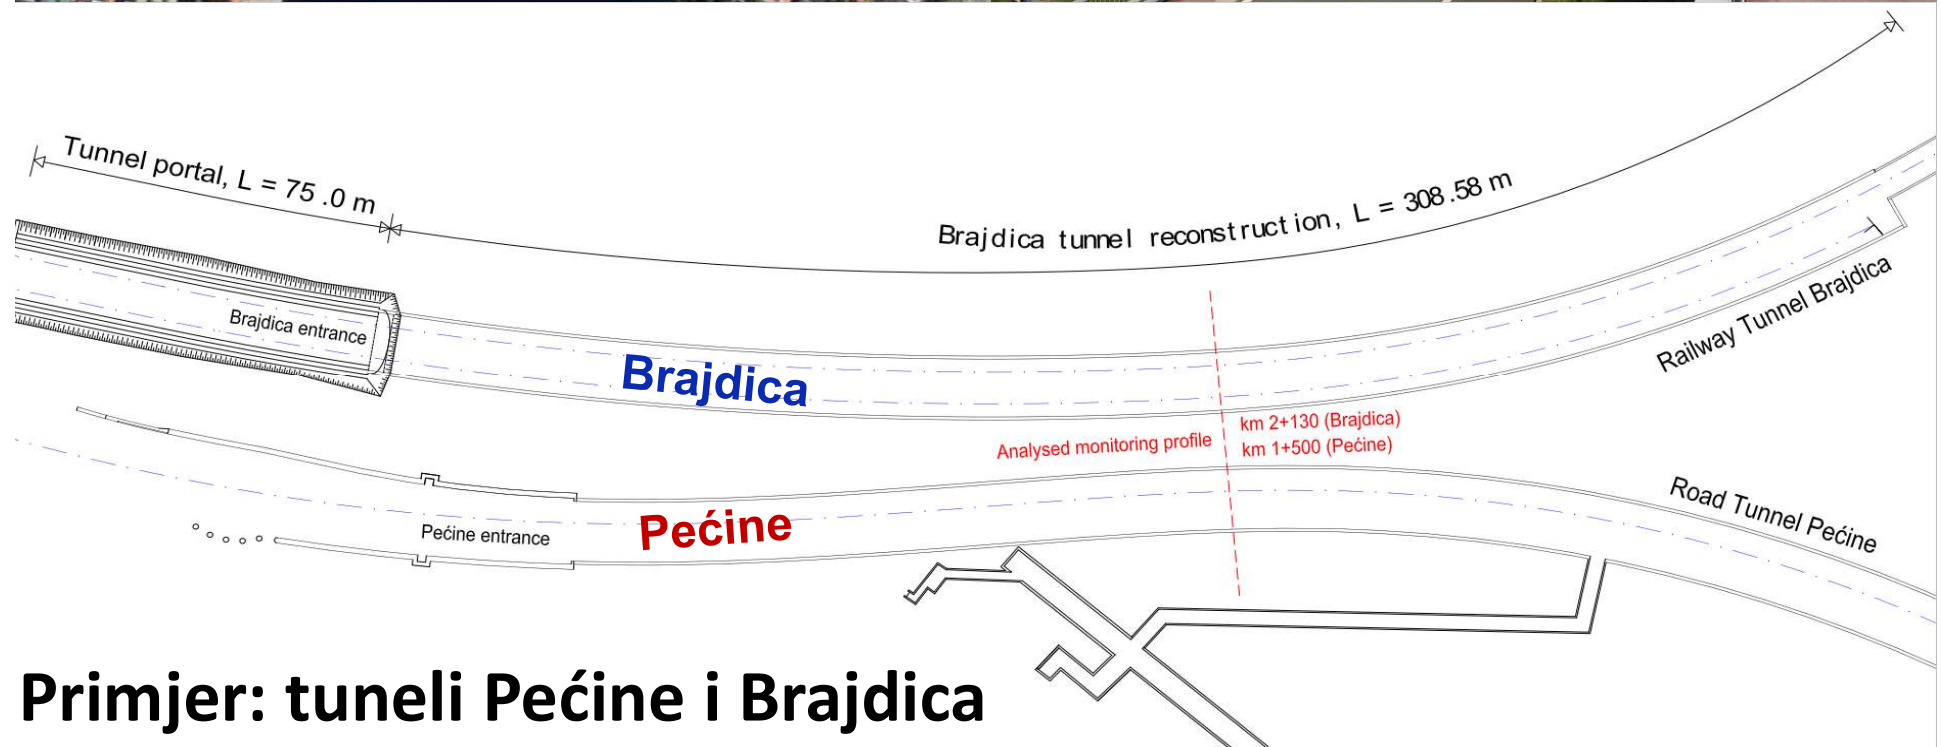 Tunnel portal, L = 75 .0 m
Brajdica tunnel reconstruction, L = 308.58 m
Brajdica entrance
Brajdica
Railway Tunnel Brajdica
Analysed monitoring profile
km 2+130 (Brajdica)
km 1+500 (Pećine)
Pećine entrance
Pećine
Road Tunnel Pećine
Primjer: tuneli Pećine i Brajdica